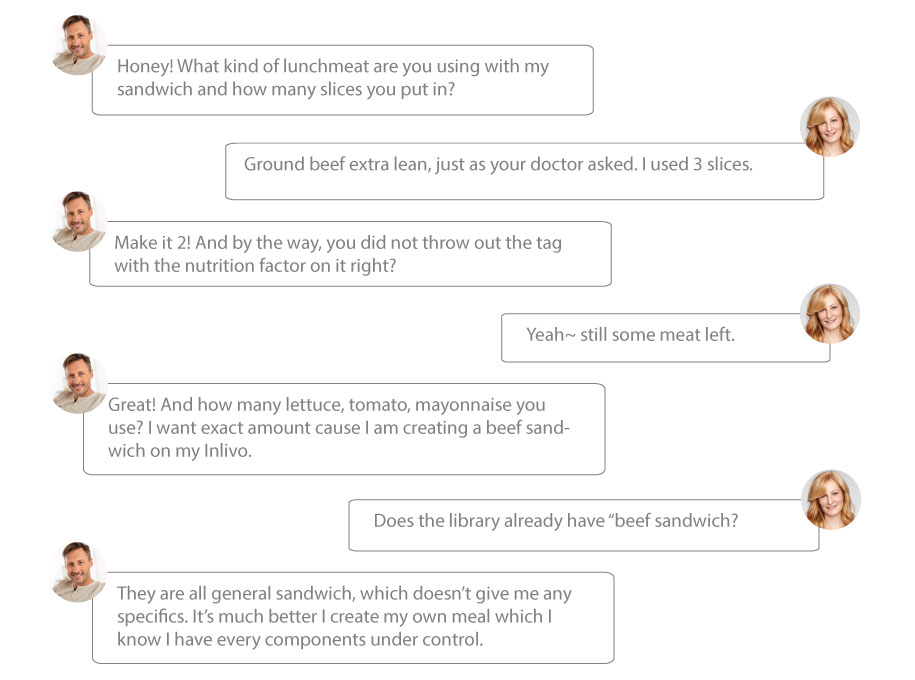 Honey! What kind of lunchmeat are you using with my
sandwich and how many slices you put in?
Ground beef extra lean, just as your doctor asked. I used 3 slices.
Make it 2! And by the way, you did not throw out the tag
with the nutrition factor on it right?
Yeah~ still some meat left.
Great! And how many lettuce, tomato, mayonnaise you
use? I want exact amount cause I am creating a beef sand-
wich on my Inlivo.
Does the library already have “beef sandwich?
They are all general sandwich, which doesn’t give me any
specifics. It’s much better I create my own meal which I
know I have every components under control.